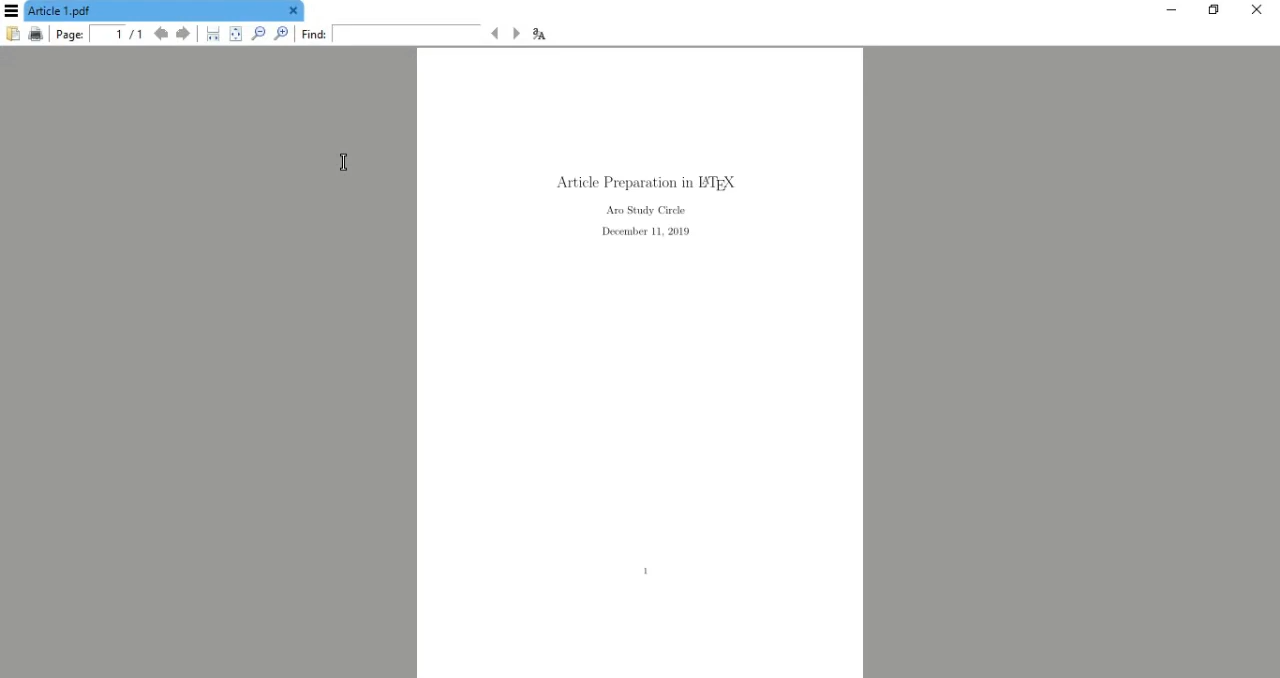 Article 1.pdf
Page: 1 / 1 Find:
Article Preparation in LATEX
Aro Study Circle
December 11, 2019
1